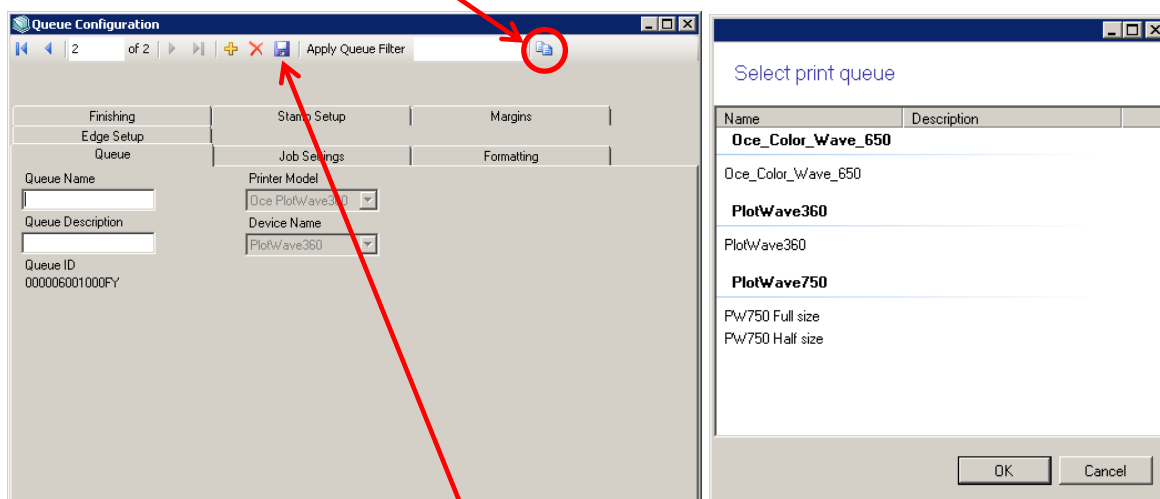 Queue Configuration
2 of 2 Apply Queue Filter
Finishing Stamp Setup Margins
Edge Setup
Queue Job Settings Formatting
Queue Name Printer Model
Oce PlotWave360
Queue Description Device Name
PlotWave360
Queue ID
000006001000FY
Select print queue
Name Description
Oce_Color_Wave_650
Oce_Color_Wave_650
PlotWave360
PlotWave360
PlotWave750
PW750 Full size
PW750 Half size
OK Cancel